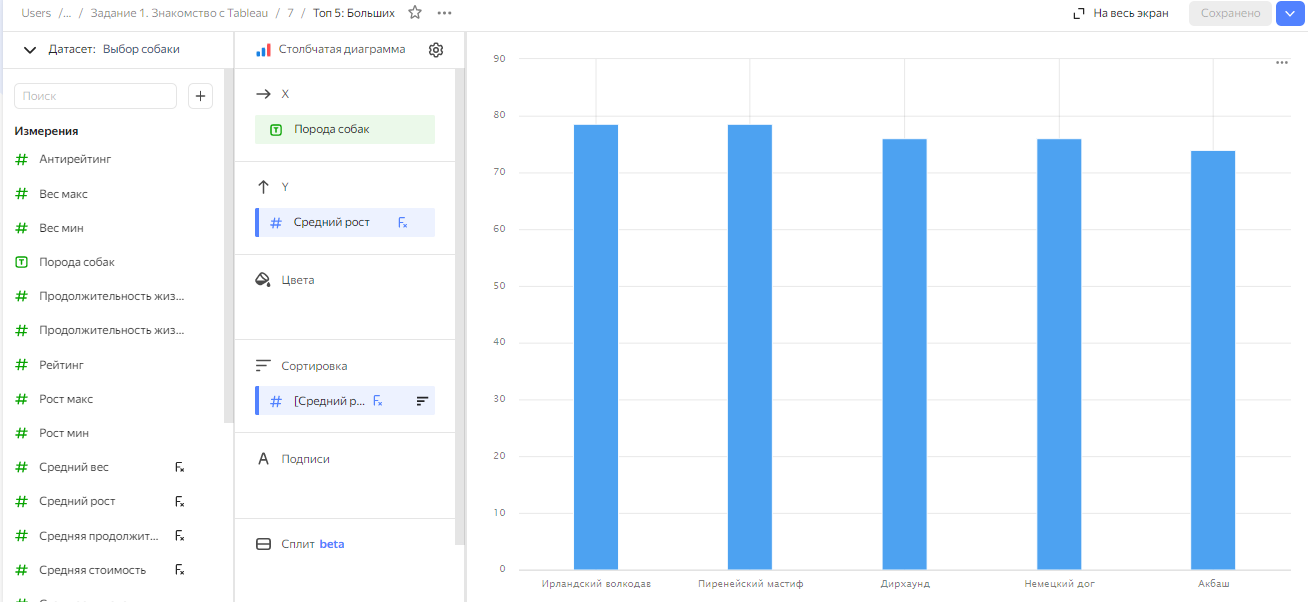 Users / ... / Задание 1. Знакомство с Tableau / 7 / Топ 5: Больших
На весь экран
Сохранено
Датасет: Выбор собаки
Поиск
Измерения
Антирейтинг
Вес макс
Вес мин
Порода собак
Продолжительность жиз...
Продолжительность жиз...
Рейтинг
Рост макс
Рост мин
Средний вес
Средний рост
Средняя продолжит...
Средняя стоимость
Столбчатая диаграмма
X
Порода собак
Y
Средний рост
Цвета
Сортировка
[Средний р...
Подписи
Сплит beta
90
80
70
60
50
40
30
20
10
0
Ирландский волкодав
Пиренейский мастиф
Дирхаунд
Немецкий дог
Акбаш